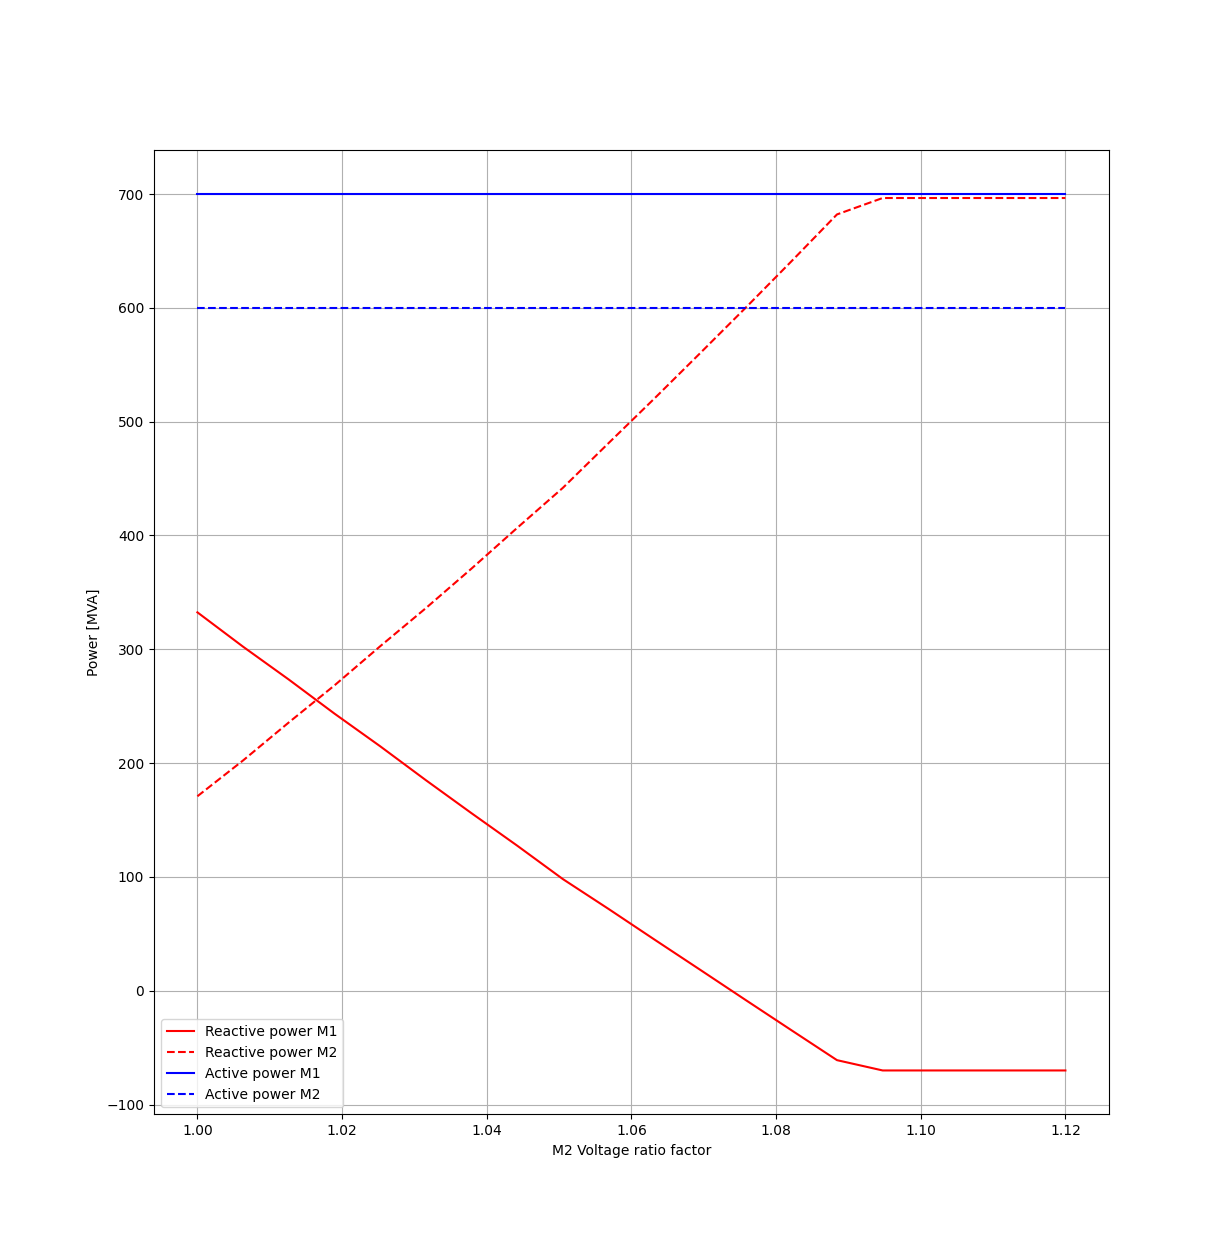 700
600
500
400
300
200
100
0
−100
Power [MVA]
Reactive power M1
Reactive power M2
Active power M1
Active power M2
1.00 1.02 1.04 1.06 1.08 1.10 1.12
M2 Voltage ratio factor